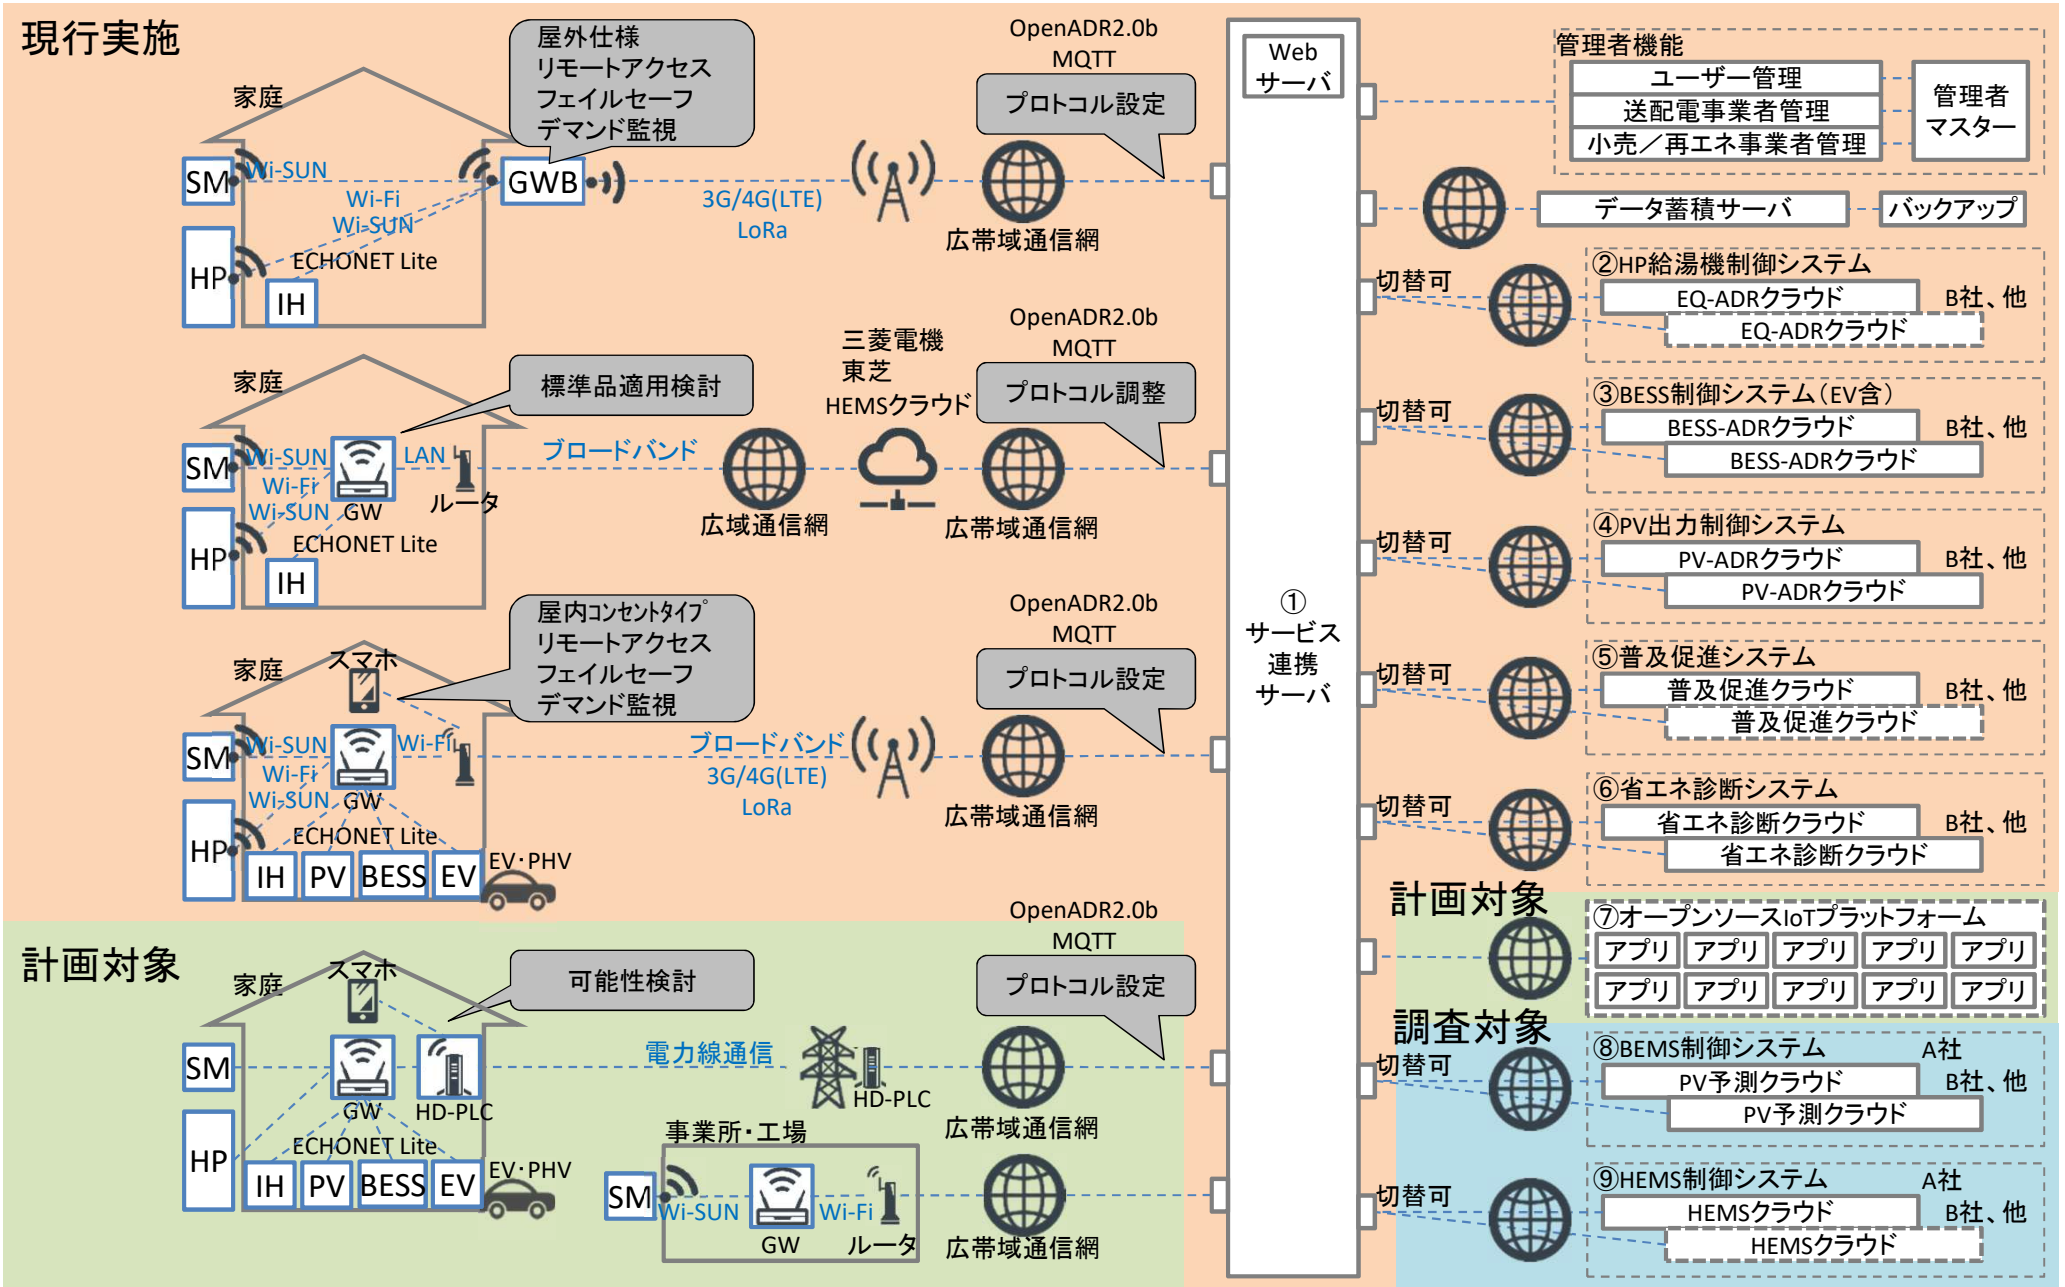 現行実施
家庭
屋外仕様
リモートアクセス
フェイルセーフ
デマンド監視
OpenADR2.0b
MQTT
プロトコル設定
SM
Wi-SUN
GWB
Wi-Fi
Wi-SUN
3G/4G(LTE)
LoRa
広帯域通信網
HP
ECHONET Lite
IH
家庭
標準品適用検討
三菱電機
東芝
HEMSクラウド
OpenADR2.0b
MQTT
プロトコル調整
SM
Wi-SUN
LAN
ブロードバンド
Wi-Fi
Wi-SUN
GW
ルータ
広域通信網
広帯域通信網
HP
ECHONET Lite
IH
家庭
スマホ
屋内コンセントタイプ
リモートアクセス
フェイルセーフ
デマンド監視
OpenADR2.0b
MQTT
プロトコル設定
SM
Wi-SUN
Wi-Fi
ブロードバンド
3G/4G(LTE)
LoRa
Wi-Fi
Wi-SUN
GW
広帯域通信網
HP
ECHONET Lite
IH
PV
BESS
EV
EV・PHV
計画対象
家庭
スマホ
可能性検討
OpenADR2.0b
MQTT
プロトコル設定
SM
GW
HD-PLC
電力線通信
HD-PLC
広帯域通信網
HP
ECHONET Lite
IH
PV
BESS
EV
EV・PHV
事業所・工場
SM
Wi-SUN
GW
Wi-Fi
ルータ
広帯域通信網
Web
サーバ
①
サービス
連携
サーバ
管理者機能
ユーザー管理
送配電事業者管理
小売／再エネ事業者管理
管理者
マスター
データ蓄積サーバ
バックアップ
切替可
②HP給湯機制御システム
EQ-ADRクラウド
B社、他
EQ-ADRクラウド
切替可
③BESS制御システム（EV含）
BESS-ADRクラウド
B社、他
BESS-ADRクラウド
切替可
④PV出力制御システム
PV-ADRクラウド
B社、他
PV-ADRクラウド
切替可
⑤普及促進システム
普及促進クラウド
B社、他
普及促進クラウド
切替可
⑥省エネ診断システム
省エネ診断クラウド
B社、他
省エネ診断クラウド
計画対象
⑦オープンソースIoTプラットフォーム
アプリ アプリ アプリ アプリ アプリ
アプリ アプリ アプリ アプリ アプリ
調査対象
切替可
⑧BEMS制御システム
A社
PV予測クラウド
B社、他
PV予測クラウド
切替可
⑨HEMS制御システム
A社
HEMSクラウド
B社、他
HEMSクラウド